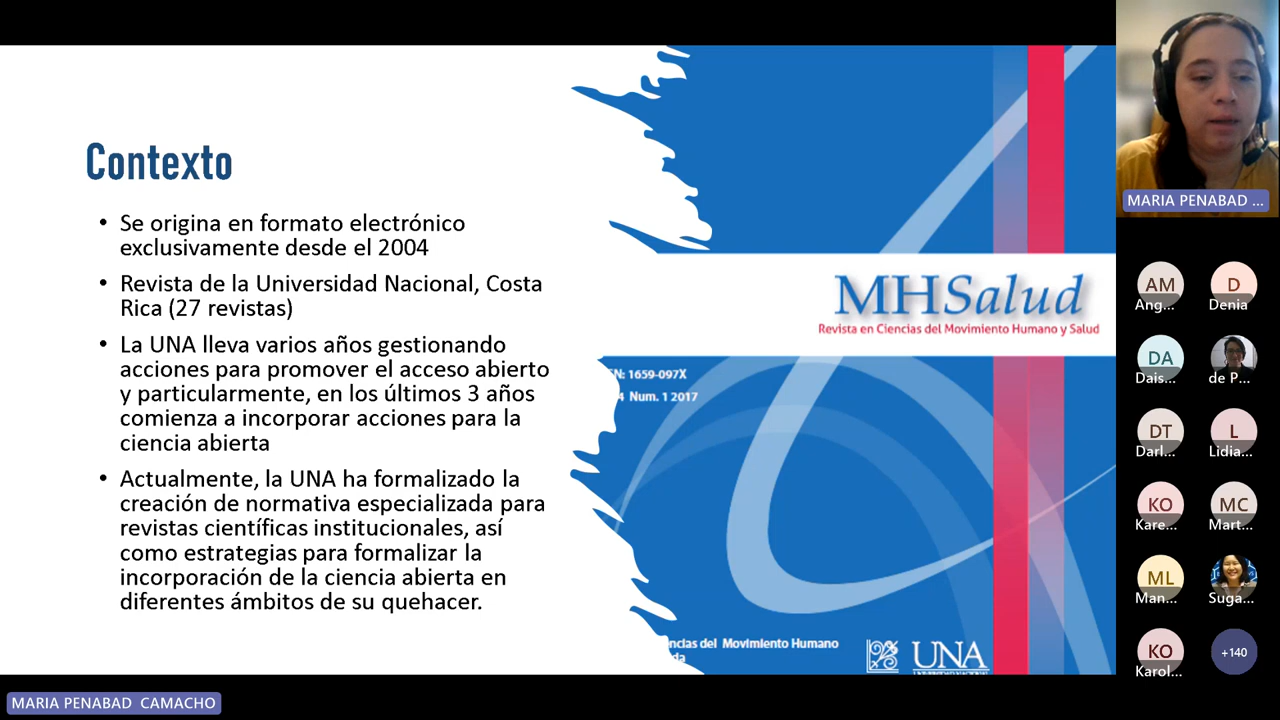 Contexto
• Se origina en formato electrónico
exclusivamente desde el 2004
• Revista de la Universidad Nacional, Costa
Rica (27 revistas)
• La UNA lleva varios años gestionando
acciones para promover el acceso abierto
y particularmente, en los últimos 3 años
comienza a incorporar acciones para la
ciencia abierta
• Actualmente, la UNA ha formalizado la
creación de normativa especializada para
revistas científicas institucionales, así
como estrategias para formalizar la
incorporación de la ciencia abierta en
diferentes ámbitos de su quehacer.
MHSalud
Revista en Ciencias del Movimiento Humano y Salud
N: 1659-097X
4 Num. 1 2017
ncias del Movimiento Humano
da
UNA
UNIVERSIDAD NACIONAL
MARIA PENABAD ...
AM
Ang...
D
Denia
DA
Dais...
de P...
DT
Darl...
L
Lidia...
KO
Kare...
MC
Mart...
ML
Man...
Suga...
KO
Karol...
+140
MARIA PENABAD CAMACHO